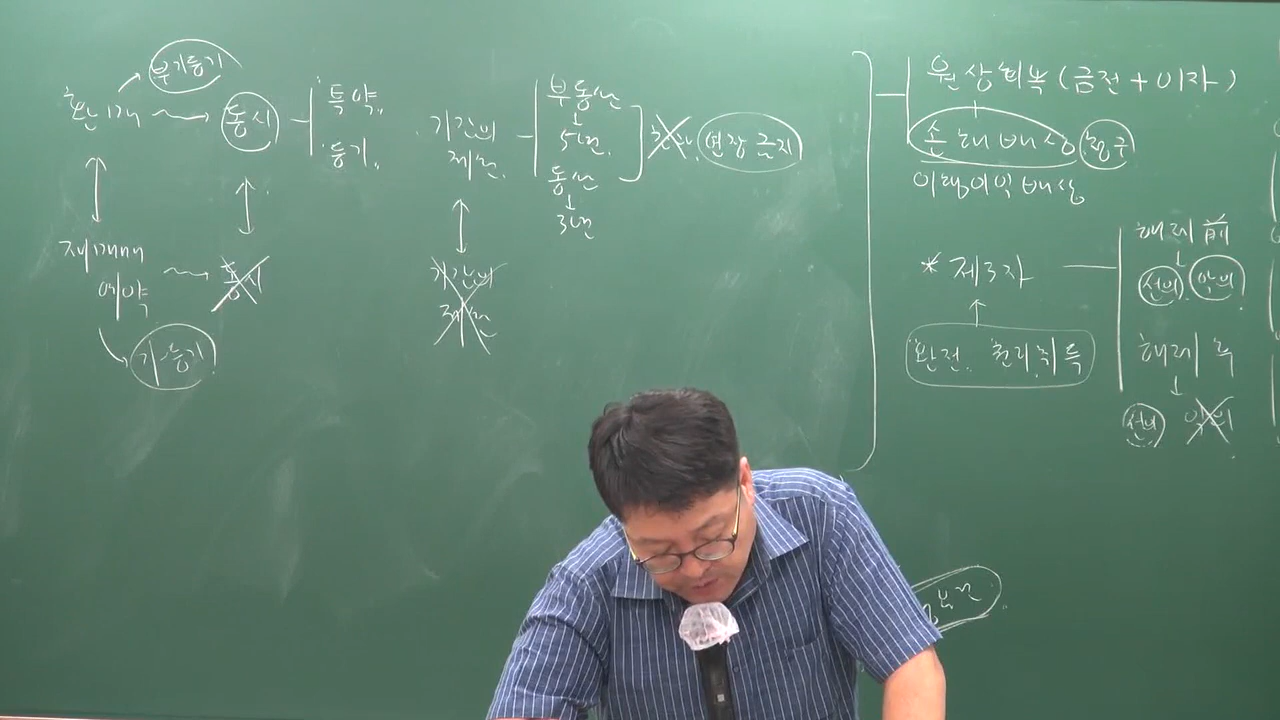 부기등기
환매
동시
특약
등기
재매매
예약
동시
가등기
기간의
제한
부동산
5년
동산
3년
연장 금지
기간의
제한
원상회복 (금전 + 이자)
손해배상 청구
이행이익 배상
* 제3자
완전 권리취득
해제 前
선의 악의
해제 후
선의 악의